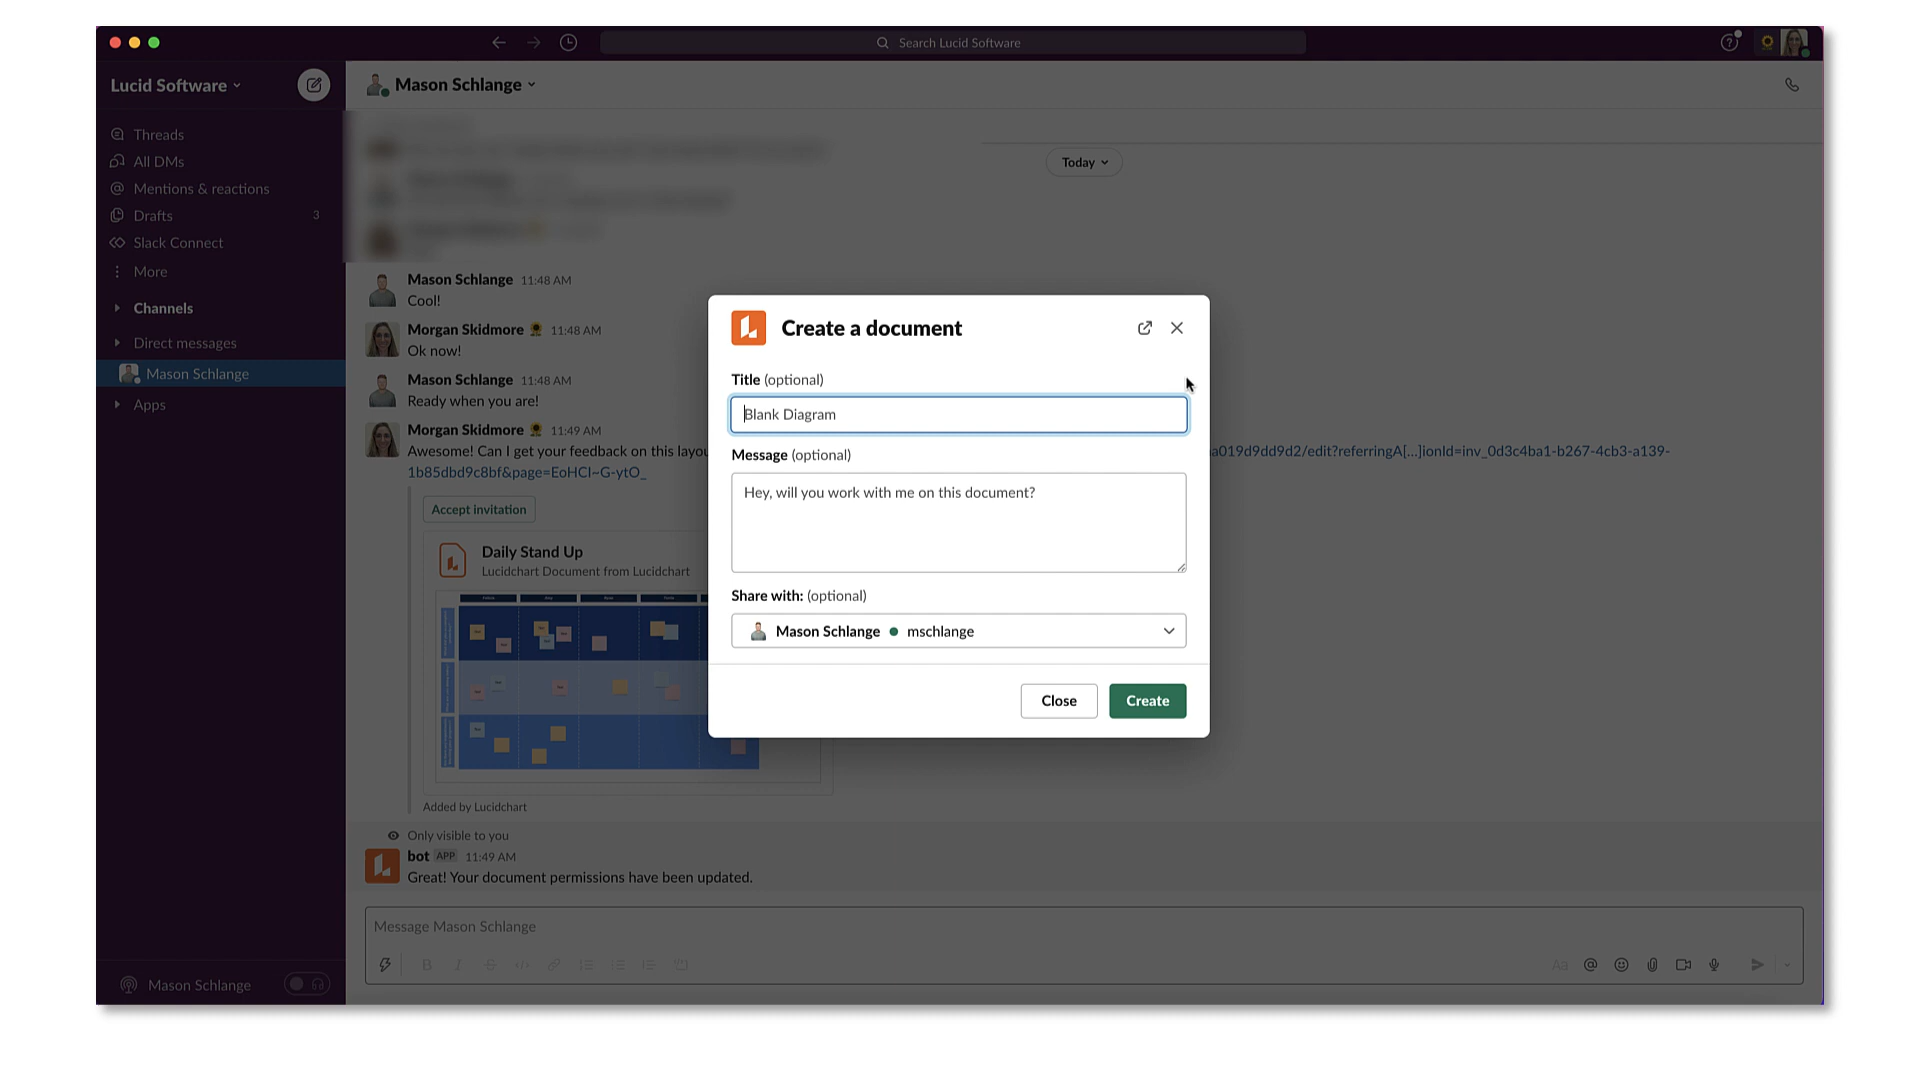 Search Lucid Software
Lucid Software
Threads
All DMs
Mentions & reactions
Drafts 3
Slack Connect
More
Channels
Direct messages
Mason Schlange
Apps
Mason Schlange
Mason Schlange
Today
Mason Schlange 11:48 AM
Cool!
Morgan Skidmore 11:48 AM
Ok now!
Mason Schlange 11:48 AM
Ready when you are!
Morgan Skidmore 11:49 AM
Awesome! Can I get your feedback on this layou a019d9dd9d2/edit?referringA[...]ionId=inv_0d3c4ba1-b267-4cb3-a139-
1b85dbd9c8bf&page=EoHCI~G-ytO_
Accept invitation
Daily Stand Up
Lucidchart Document from Lucidchart
Added by Lucidchart
Only visible to you
bot APP 11:49 AM
Great! Your document permissions have been updated.
Message Mason Schlange
B I S </>
Aa @
Create a document
Title (optional)
Blank Diagram
Message (optional)
Hey, will you work with me on this document?
Share with: (optional)
Mason Schlange mschlange
Close Create